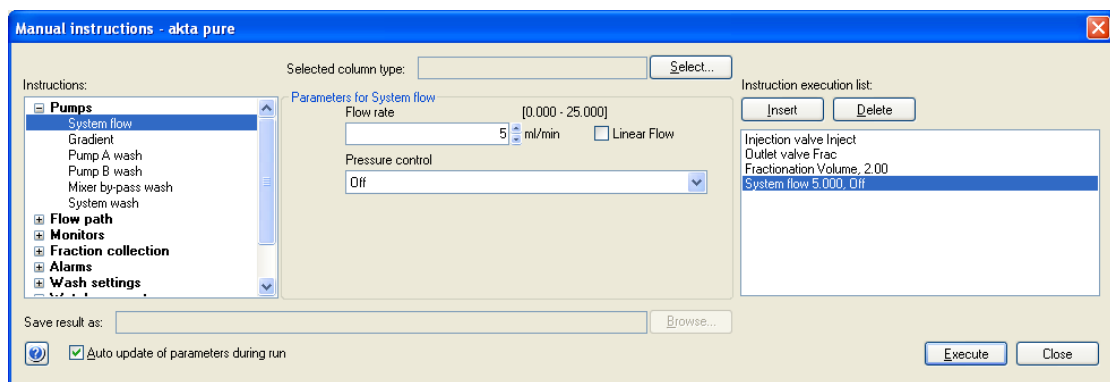 Manual instructions - akta pure
Selected column type:
Select...
Instructions:
Pumps
System flow
Gradient
Pump A wash
Pump B wash
Mixer by-pass wash
System wash
Flow path
Monitors
Fraction collection
Alarms
Wash settings
Parameters for System flow
Flow rate [0.000 - 25.000]
5 ml/min Linear Flow
Pressure control
Off
Instruction execution list:
Insert Delete
Injection valve Inject
Outlet valve Frac
Fractionation Volume, 2.00
System flow 5.000, Off
Save result as:
Browse...
? Auto update of parameters during run
Execute Close